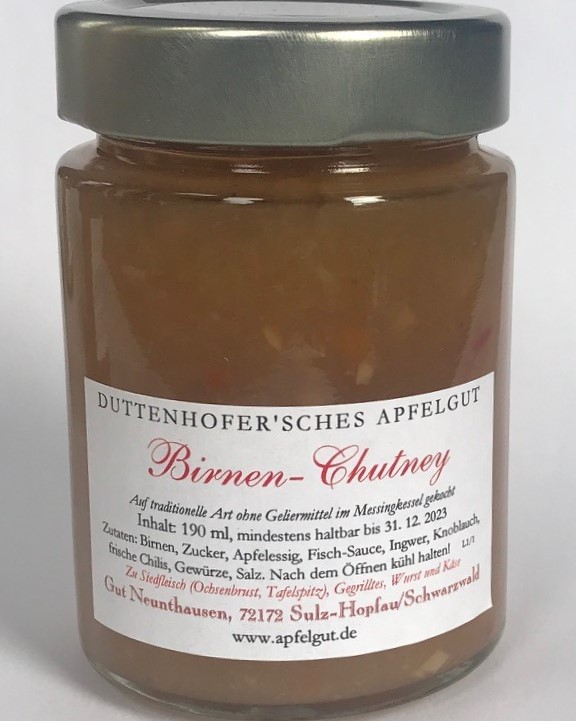 DUTTENHOFER'SCHES APFELGUT
Birnen-Chutney
Auf traditionelle Art ohne Geliermittel im Messingkessel gekocht
Inhalt: 190 ml, mindestens haltbar bis 31. 12. 2023
Zutaten: Birnen, Zucker, Apfelessig, Fisch-Sauce, Ingwer, Knoblauch,
frische Chilis, Gewürze, Salz. Nach dem Öffnen kühl halten! L1/1
Zu Siedfleisch (Ochsenbrust, Tafelspitz), Gegrilltes, Wurst und Käse
Gut Neunthausen, 72172 Sulz-Hopfau/Schwarzwald
www.apfelgut.de